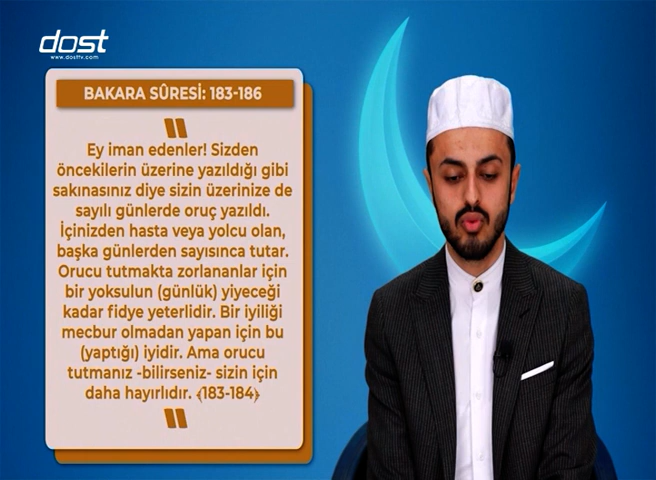 dost
www.dosttv.com
BAKARA SÛRESİ: 183-186
"
Ey iman edenler! Sizden
öncekilerin üzerine yazıldığı gibi
sakınasınız diye sizin üzerinize de
sayılı günlerde oruç yazıldı.
İçinizden hasta veya yolcu olan,
başka günlerden sayısınca tutar.
Orucu tutmakta zorlananlar için
bir yoksulun (günlük) yiyeceği
kadar fidye yeterlidir. Bir iyiliği
mecbur olmadan yapan için bu
(yaptığı) iyidir. Ama orucu
tutmanız -bilirseniz- sizin için
daha hayırlıdır. ﴾183-184﴿
"